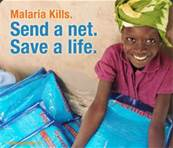 Malaria Kills.
Send a net.
Save a life.